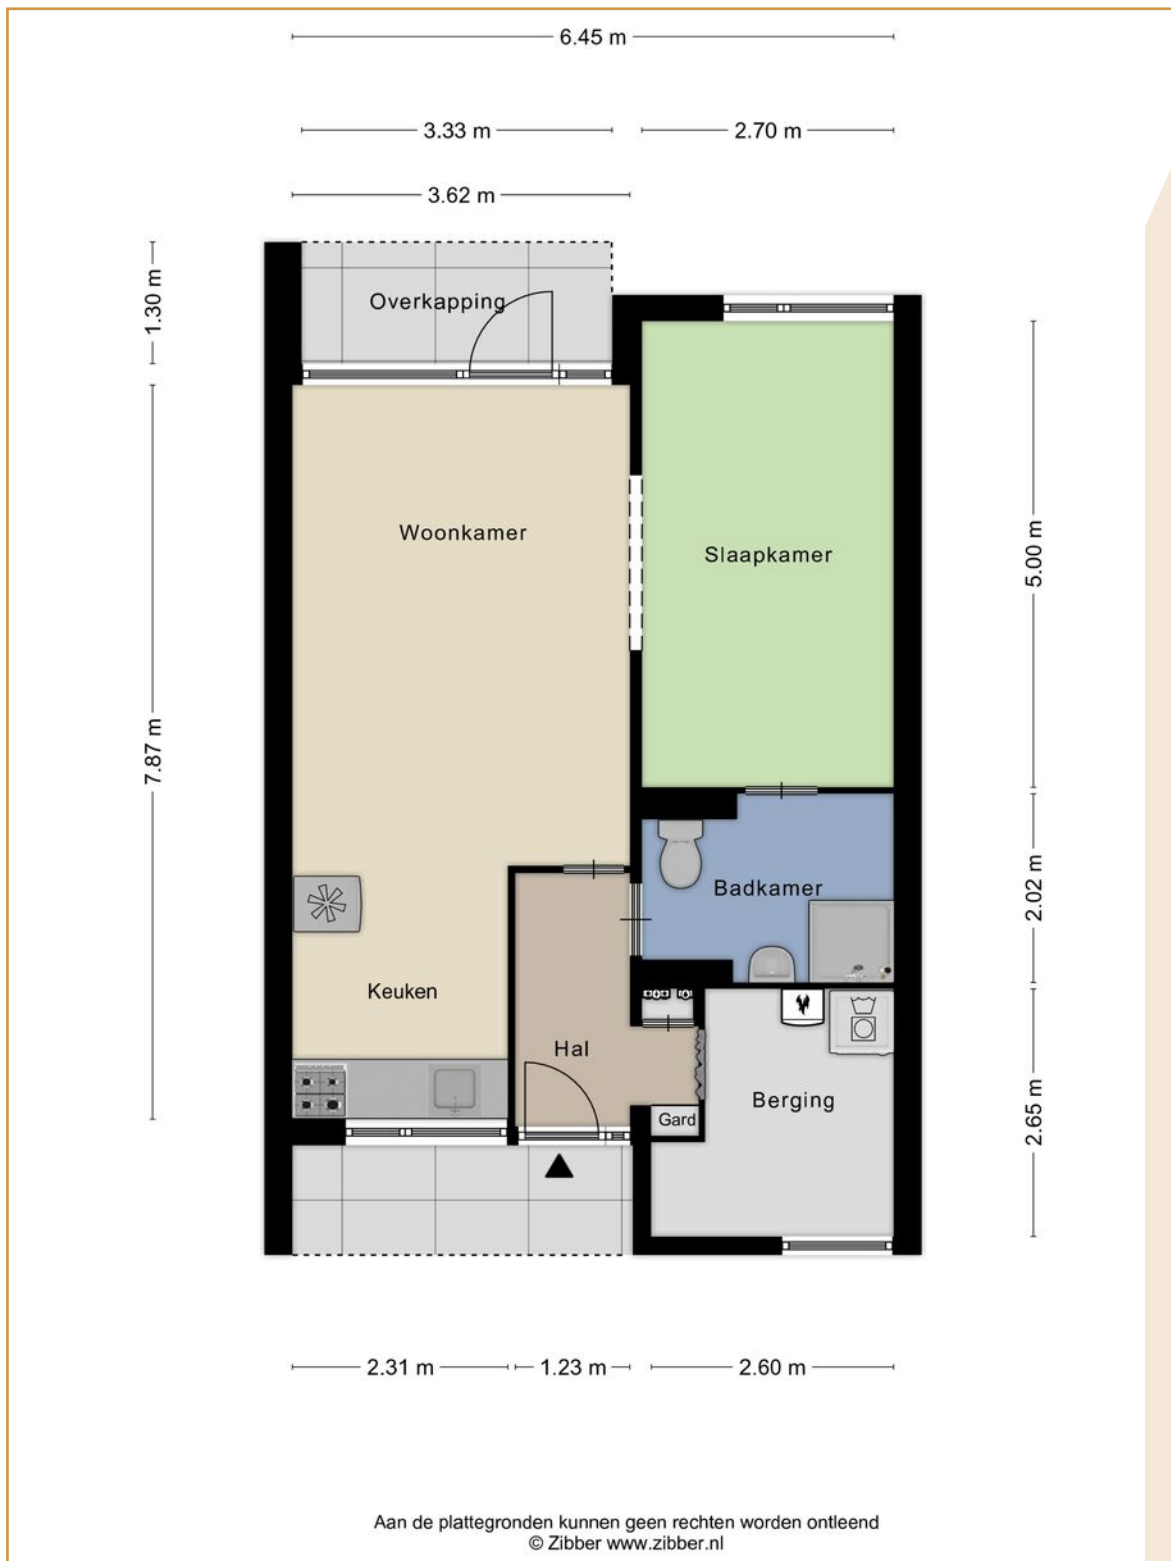 6.45 m
3.33 m
2.70 m
3.62 m
1.30 m
Overkapping
Woonkamer
Slaapkamer
5.00 m
7.87 m
Badkamer
2.02 m
Keuken
Hal
Berging
Gard
2.65 m
2.31 m
1.23 m
2.60 m
Aan de plattegronden kunnen geen rechten worden ontleend
© Zibber www.zibber.nl